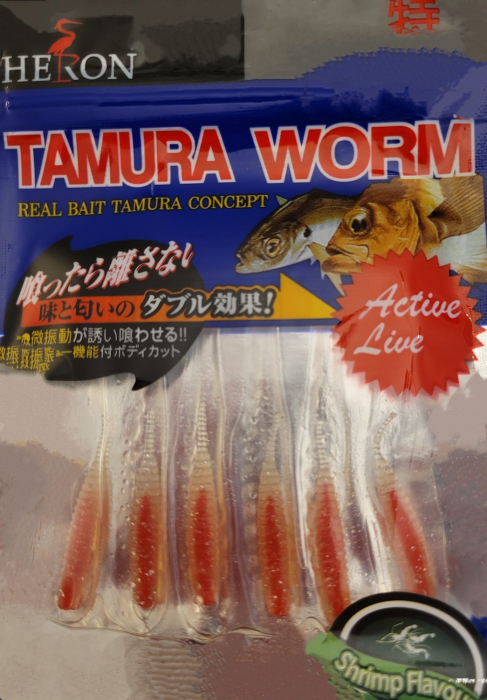 特
HERON
TAMURA WORM
REAL BAIT TAMURA CONCEPT
喰ったら離さない
味と匂いのダブル効果!
微振動が誘い喰わせる!!
機能付ボディカット
Active
Live
Shrimp Flavour